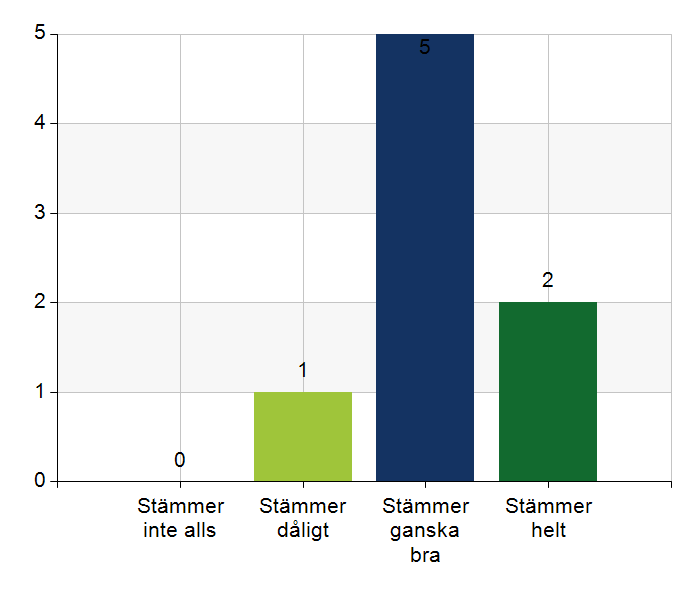 5
5
4
3
2
2
1
1
0
0
Stämmer
inte alls
Stämmer
dåligt
Stämmer
ganska
bra
Stämmer
helt